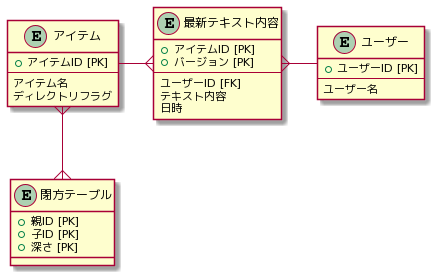 E アイテム
アイテムID [PK]
アイテム名
ディレクトリフラグ
E 最新テキスト内容
アイテムID [PK]
バージョン [PK]
ユーザーID [FK]
テキスト内容
日時
E ユーザー
ユーザーID [PK]
ユーザー名
E 閉方テーブル
親ID [PK]
子ID [PK]
深さ [PK]